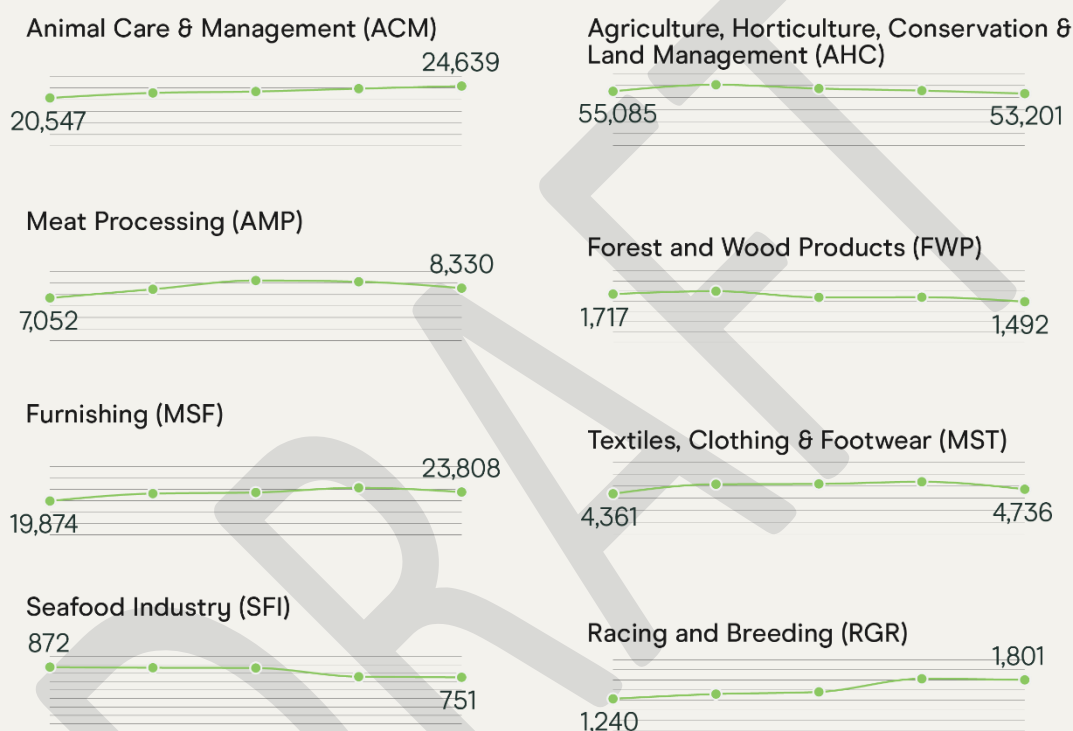 Animal Care & Management (ACM)
24,639
20,547
Agriculture, Horticulture, Conservation &
Land Management (AHC)
55,085
53,201
Meat Processing (AMP)
8,330
7,052
Forest and Wood Products (FWP)
1,717
1,492
Furnishing (MSF)
23,808
19,874
Textiles, Clothing & Footwear (MST)
4,361
4,736
Seafood Industry (SFI)
872
751
Racing and Breeding (RGR)
1,801
1,240
DRAFT